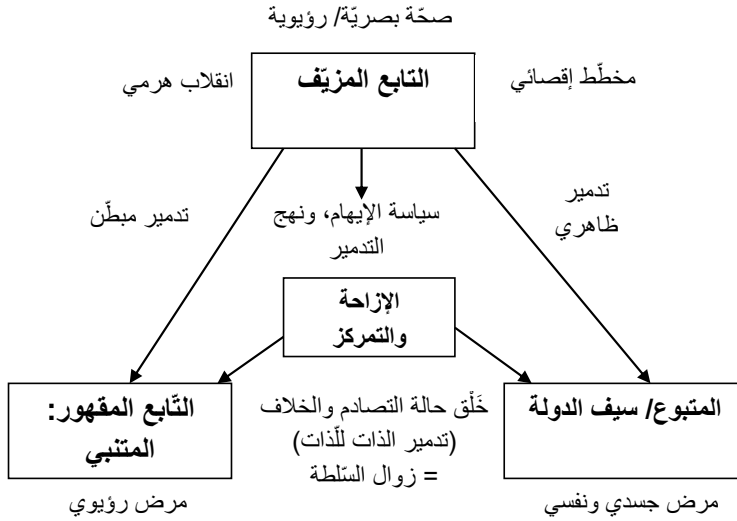 صحّة بصريّة/ رؤيوية
مخطّط إقصائي
التابع المزيّف
انقلاب هرمي
تدمير
ظاهري
سياسة الإيهام، ونهج
التدمير
تدمير مبطّن
الإزاحة
والتمركز
المتبوع/ سيف الدولة
خَلْق حالة التصادم والخلاف
(تدمير الذات للّذات)
= زوال السّلطة
التّابع المقهور:
المتنبي
مرض جسدي ونفسي
مرض رؤيوي